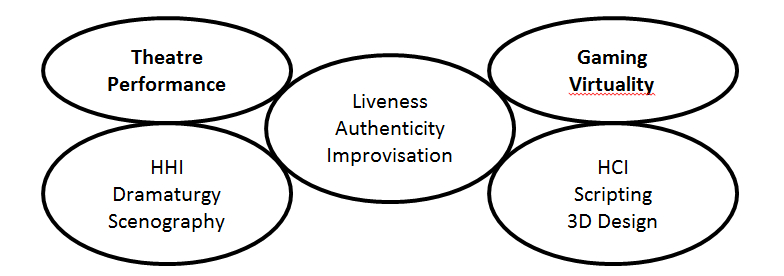 Theatre
Performance
HHI
Dramaturgy
Scenography
Liveness
Authenticity
Improvisation
Gaming
Virtuality
HCI
Scripting
3D Design